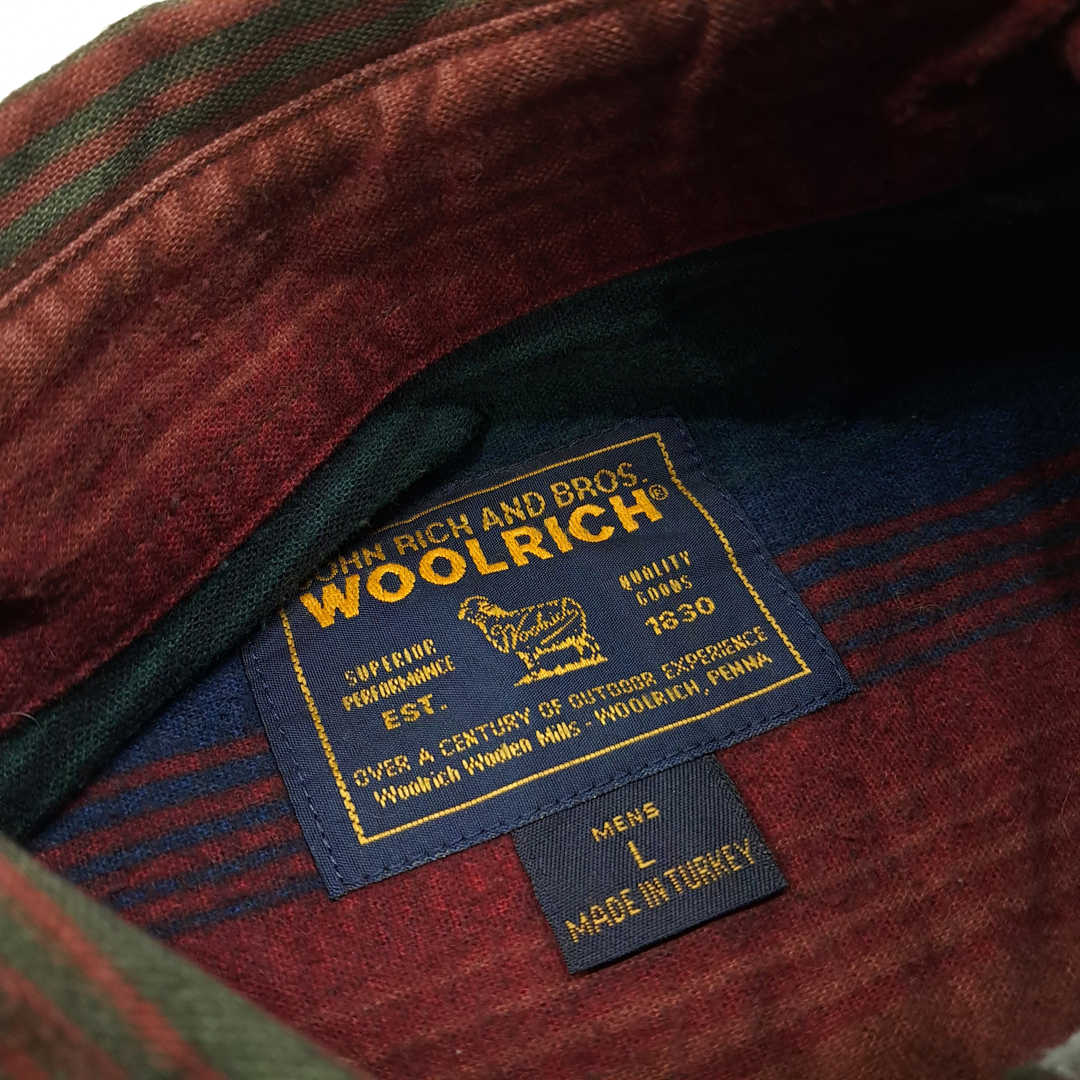 JOHN RICH AND BROS.
WOOLRICH®
SUPERIOR
PERFORMANCE
EST.
Woolrich
QUALITY
GOODS
1830
OVER A CENTURY OF OUTDOOR EXPERIENCE
Woolrich Woolen Mills - WOOLRICH, PENNA
MENS
L
MADE IN TURKEY